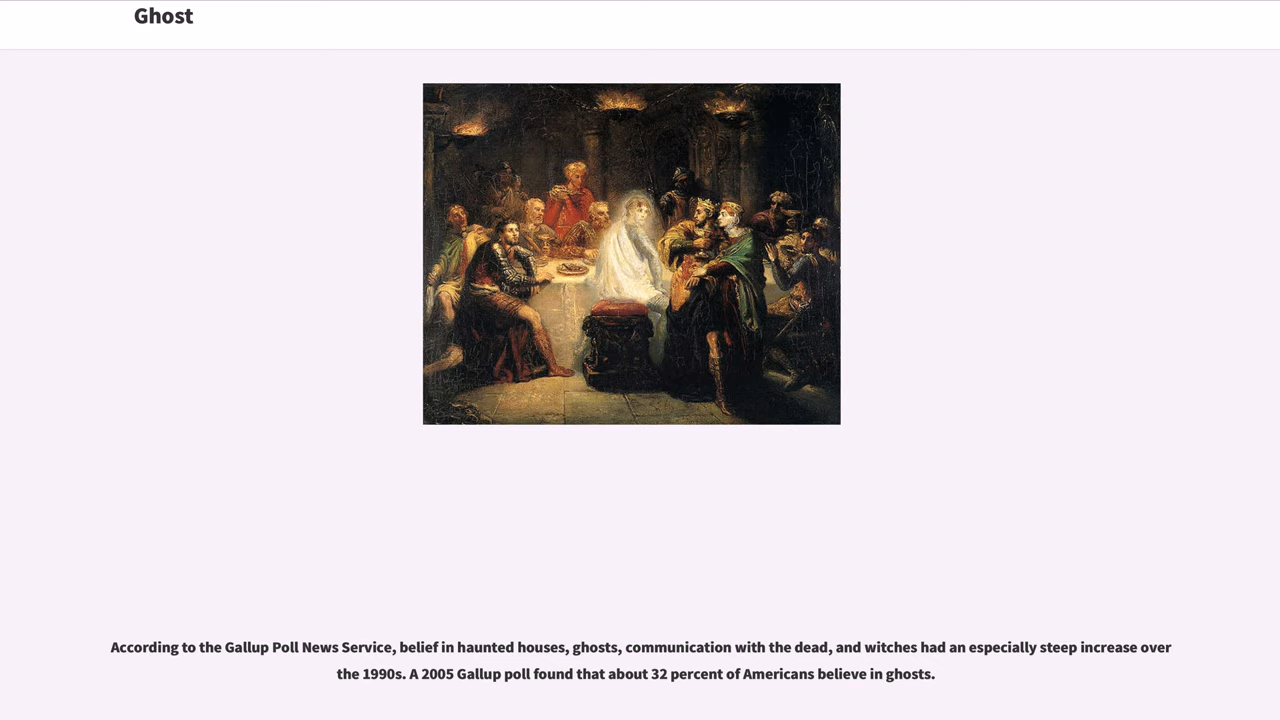 Ghost
According to the Gallup Poll News Service, belief in haunted houses, ghosts, communication with the dead, and witches had an especially steep increase over
the 1990s. A 2005 Gallup poll found that about 32 percent of Americans believe in ghosts.